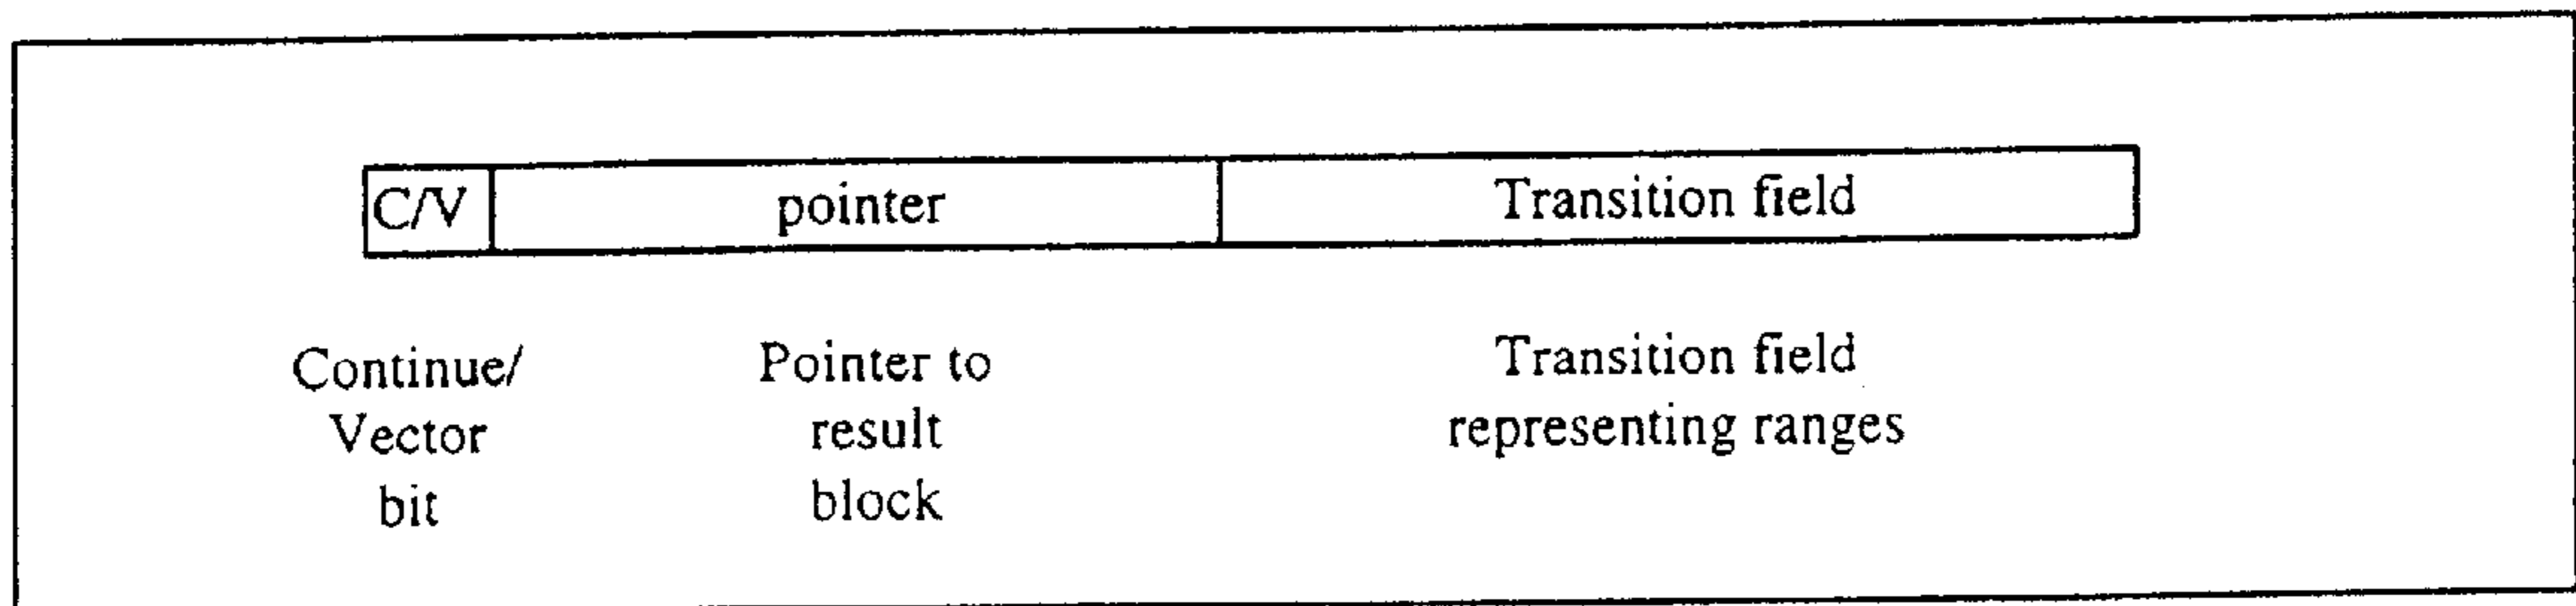 C/V pointer Transition field
Continue/
Vector
bit
Pointer to
result
block
Transition field
representing ranges